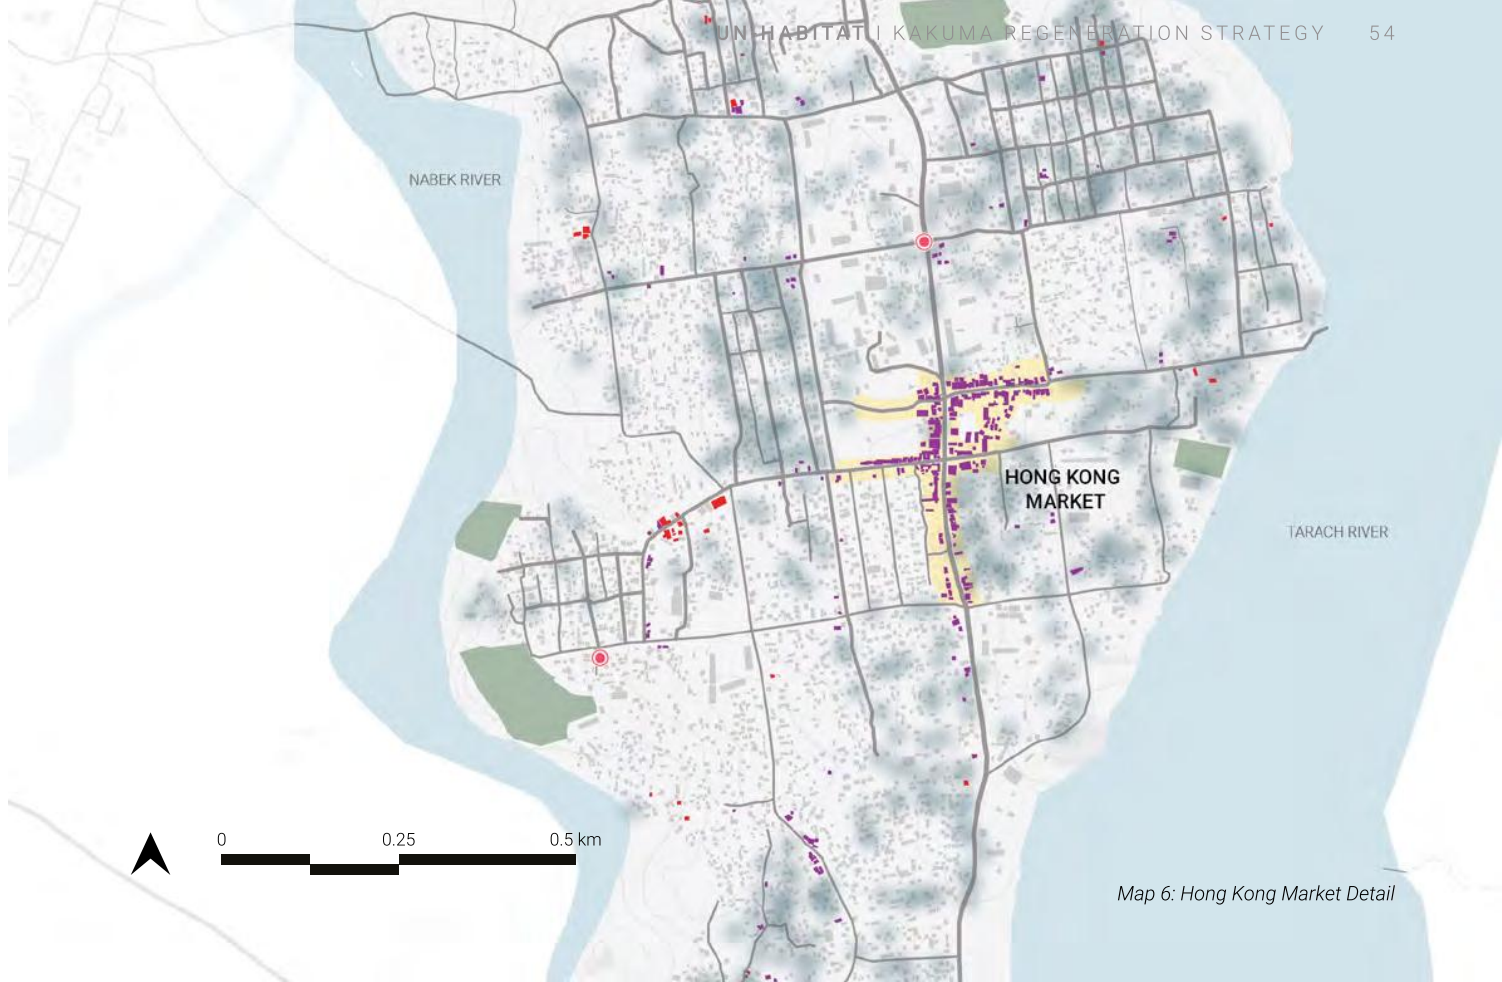 UN-HABITAT I KAKUMA REGENERATION STRATEGY 54
NABEK RIVER
HONG KONG
MARKET
TARACH RIVER
0 0.25 0.5 km
Map 6: Hong Kong Market Detail